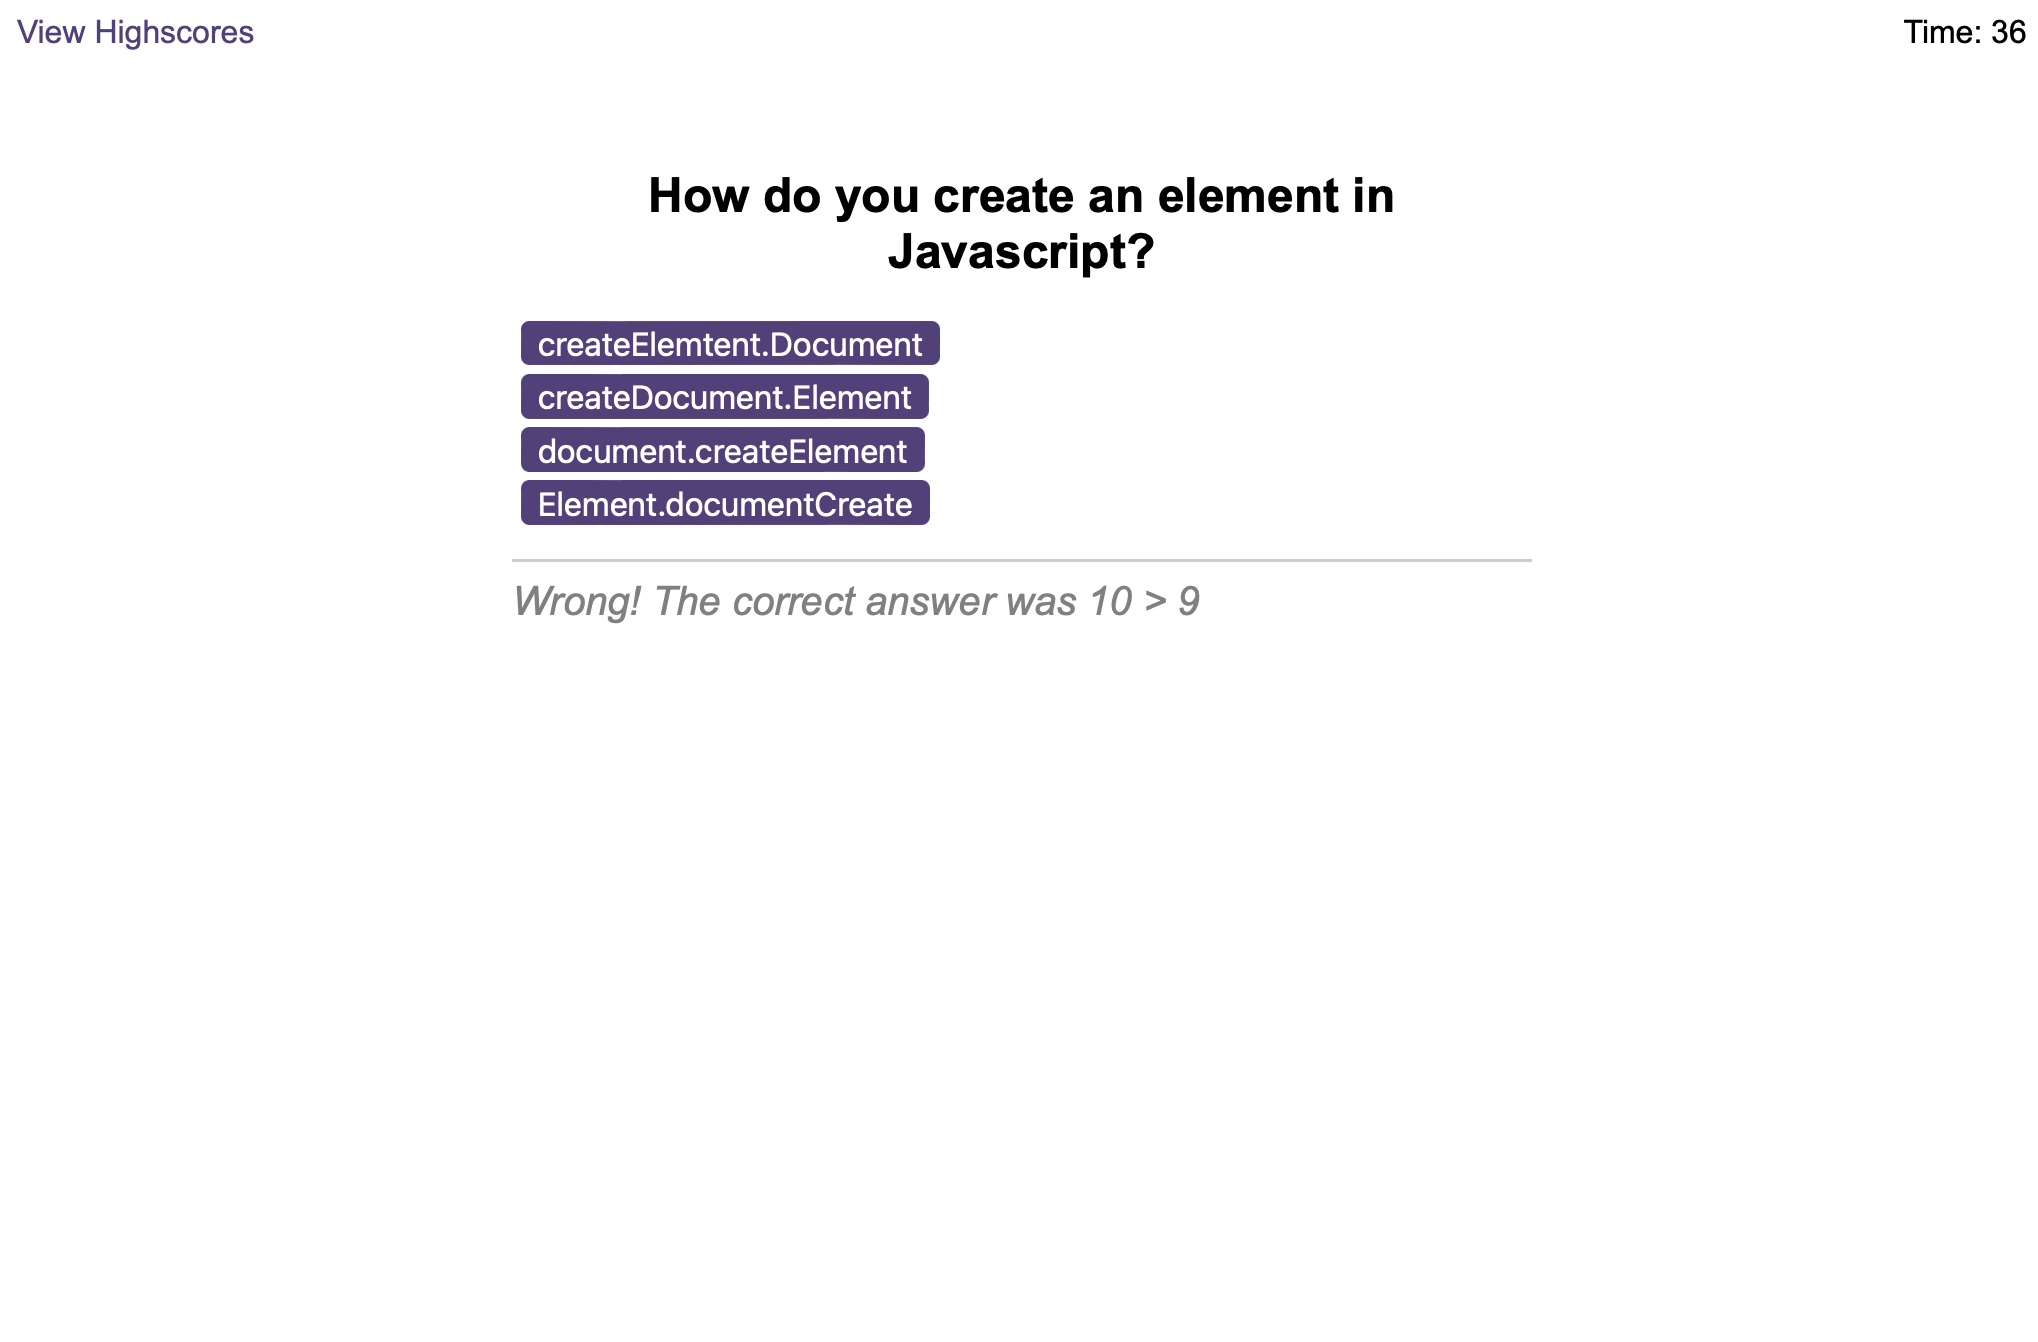 View Highscores
Time: 36
How do you create an element in
Javascript?
createElemtent.Document
createDocument.Element
document.createElement
Element.documentCreate
Wrong! The correct answer was 10 > 9